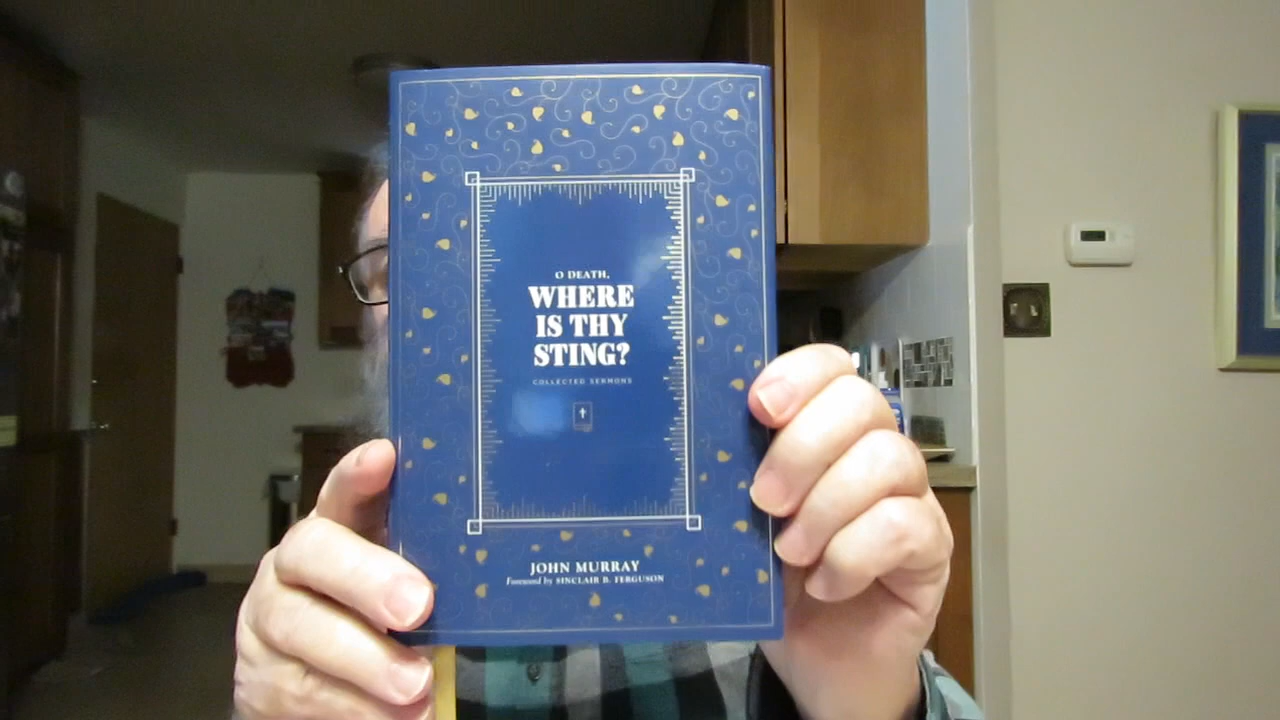 O DEATH,
WHERE
IS THY
STING?
COLLECTED SERMONS
JOHN MURRAY
Foreword by SINCLAIR B. FERGUSON